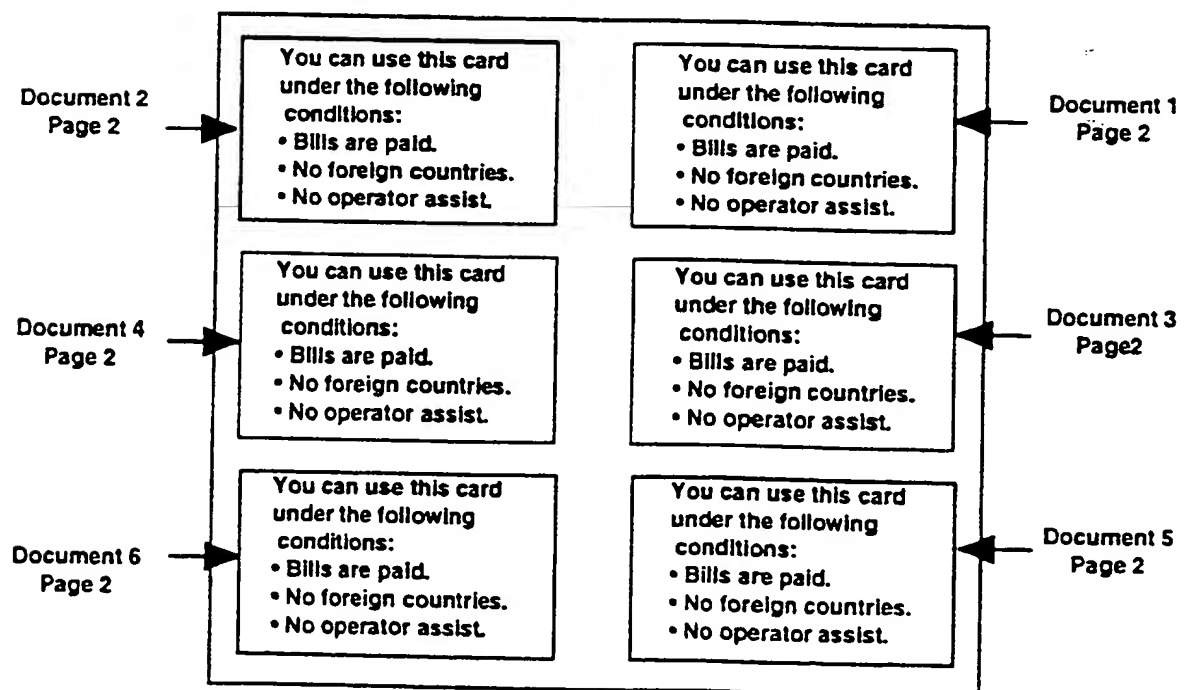 Document 2
Page 2
You can use this card
under the following
conditions:
• Bills are paid.
• No foreign countries.
• No operator assist.
You can use this card
under the following
conditions:
• Bills are paid.
• No foreign countries.
• No operator assist.
Document 1
Page 2
Document 4
Page 2
You can use this card
under the following
conditions:
• Bills are paid.
• No foreign countries.
• No operator assist.
You can use this card
under the following
conditions:
• Bills are paid.
• No foreign countries.
• No operator assist.
Document 3
Page2
Document 6
Page 2
You can use this card
under the following
conditions:
• Bills are paid.
• No foreign countries.
• No operator assist.
You can use this card
under the following
conditions:
• Bills are paid.
• No foreign countries.
• No operator assist.
Document 5
Page 2